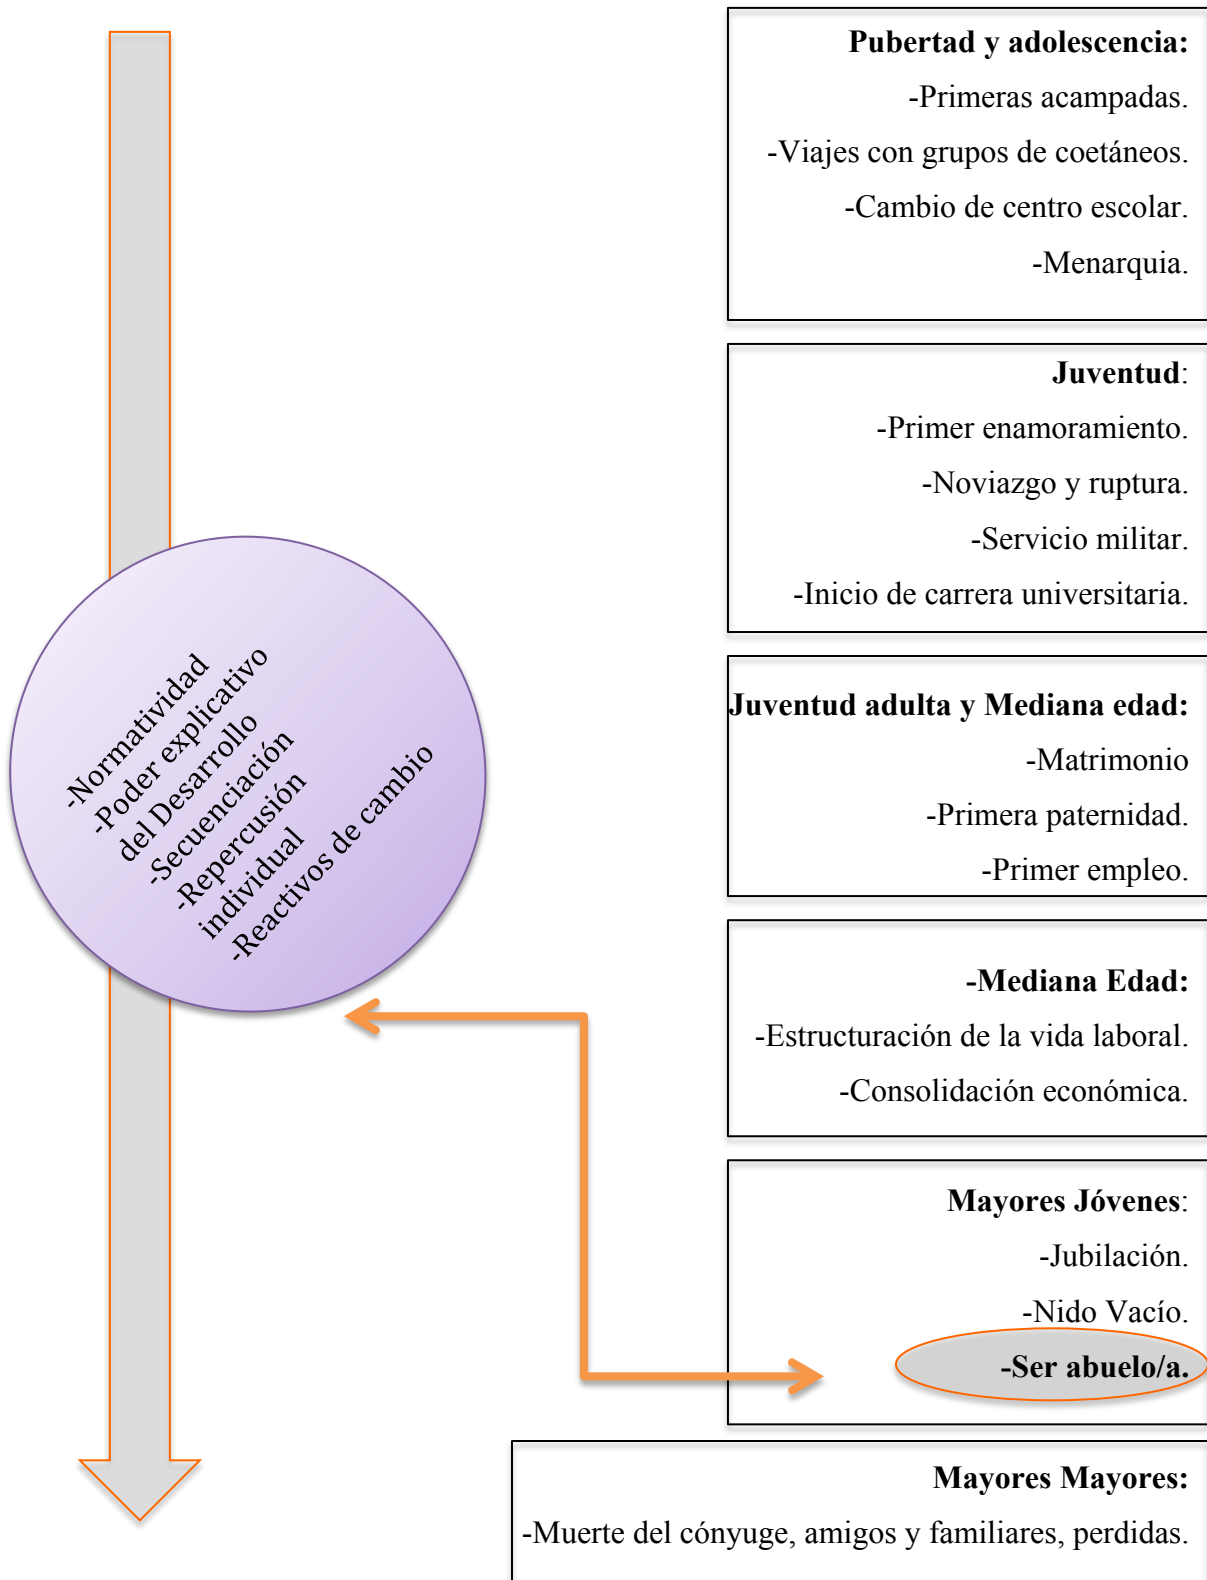 Pubertad y adolescencia:
-Primeras acampadas.
-Viajes con grupos de coetáneos.
-Cambio de centro escolar.
-Menarquia.
Juventud:
-Primer enamoramiento.
-Noviazgo y ruptura.
-Servicio militar.
-Inicio de carrera universitaria.
-Normatividad
-Poder explicativo
del Desarrollo
-Secuenciación
-Repercusión
individual
-Reactivos de cambio
Juventud adulta y Mediana edad:
-Matrimonio
-Primera paternidad.
-Primer empleo.
-Mediana Edad:
-Estructuración de la vida laboral.
-Consolidación económica.
Mayores Jóvenes:
-Jubilación.
-Nido Vacío.
-Ser abuelo/a.
Mayores Mayores:
-Muerte del cónyuge, amigos y familiares, perdidas.